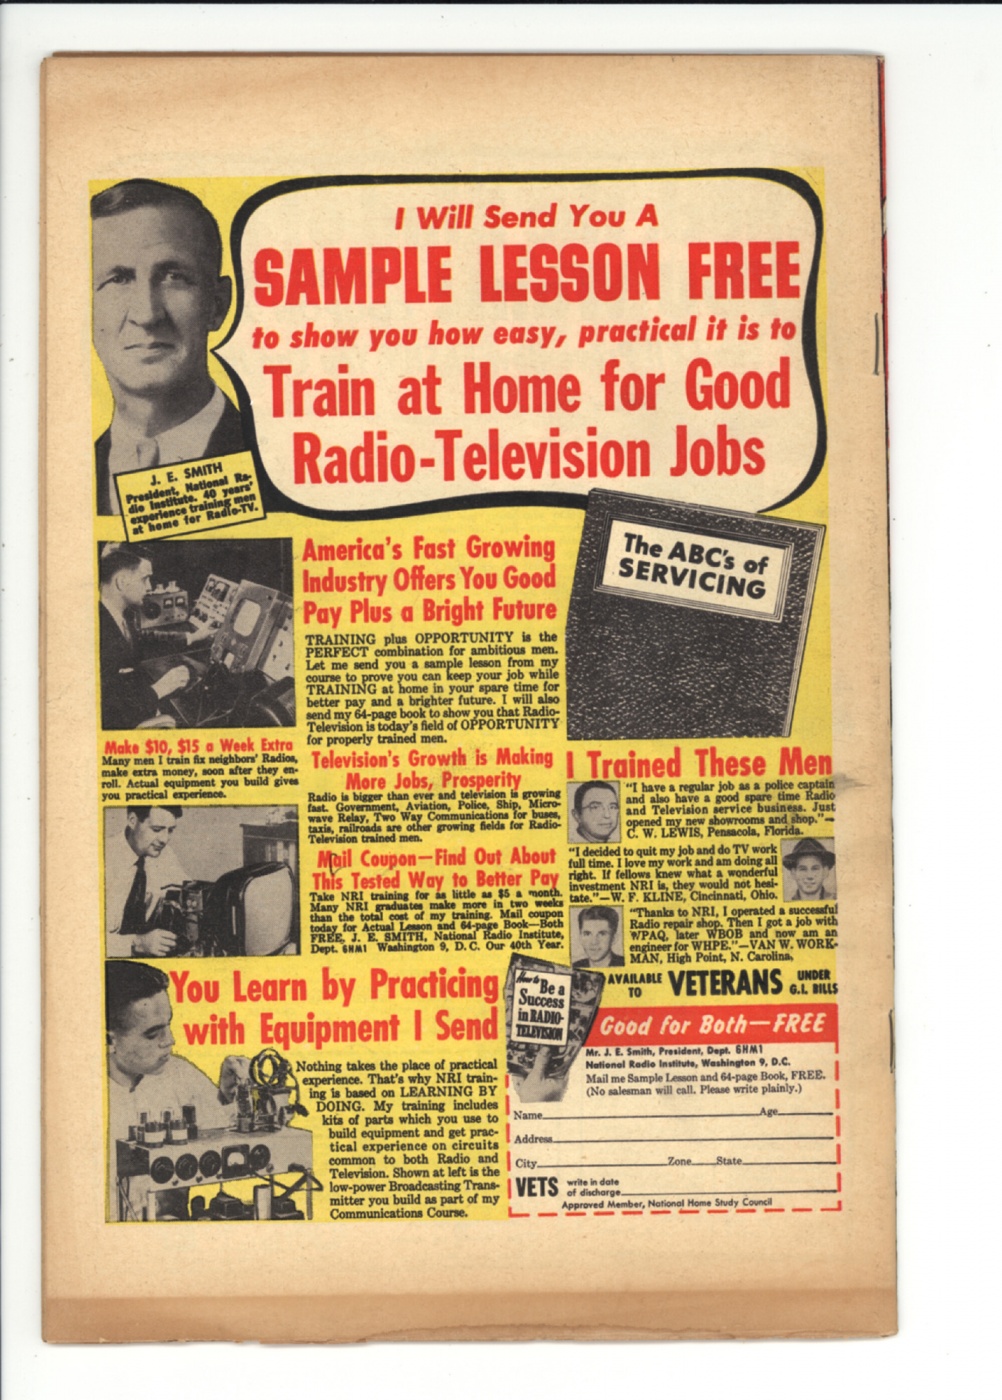 I Will Send You A
SAMPLE LESSON FREE
to show you how easy, practical it is to
Train at Home for Good
Radio-Television Jobs
J. E. SMITH
President, National Ra-
dio Institute. 40 years'
experience training men
at home for Radio-TV.
The ABC's of
SERVICING
America's Fast Growing
Industry Offers You Good
Pay Plus a Bright Future
TRAINING plus OPPORTUNITY is the
PERFECT combination for ambitious men.
Let me send you a sample lesson from my
course to prove you can keep your job while
TRAINING at home in your spare time for
better pay and a brighter future. I will also
send my 64-page book to show you that Radio-
Television is today's field of OPPORTUNITY
for properly trained men.
Make $10, $15 a Week Extra
Many men I train fix neighbors' Radios,
make extra money, soon after they en-
roll. Actual equipment you build gives
you practical experience.
Television's Growth is Making
More Jobs, Prosperity
Radio is bigger than ever and television is growing
fast. Government, Aviation, Police, Ship, Micro-
wave Relay, Two Way Communications for buses,
taxis, railroads are other growing fields for Radio-
Television trained men.
Mail Coupon—Find Out About
This Tested Way to Better Pay
Take NRI training for as little as $5 a month.
Many NRI graduates make more in two weeks
than the total cost of my training. Mail coupon
today for Actual Lesson and 64-page Book—Both
FREE. J. E. SMITH, National Radio Institute,
Dept. 6HM1 Washington 9, D. C. Our 40th Year.
I Trained These Men
"I have a regular job as a police captain
and also have a good spare time Radio
and Television service business. Just
opened my new showrooms and shop."—
C. W. LEWIS, Pensacola, Florida.
"I decided to quit my job and do TV work
full time. I love my work and am doing all
right. If fellows knew what a wonderful
investment NRI is, they would not hesi-
tate."—W. F. KLINE, Cincinnati, Ohio.
"Thanks to NRI, I operated a successful
Radio repair shop. Then I got a job with
WPAQ, later WBOB and now am an
engineer for WHPE."—VAN W. WORK-
MAN, High Point, N. Carolina.
AVAILABLE TO VETERANS UNDER G.I. BILLS
You Learn by Practicing
with Equipment I Send
Nothing takes the place of practical
experience. That's why NRI train-
ing is based on LEARNING BY
DOING. My training includes
kits of parts which you use to
build equipment and get prac-
tical experience on circuits
common to both Radio and
Television. Shown at left is the
low-power Broadcasting Trans-
mitter you build as part of my
Communications Course.
How to
Be a
Success
in RADIO-
TELEVISION
Good for Both—FREE
Mr. J. E. Smith, President, Dept. 6HM1
National Radio Institute, Washington 9, D.C.
Mail me Sample Lesson and 64-page Book, FREE.
(No salesman will call. Please write plainly.)
Name Age
Address
City Zone State
VETS write in date
of discharge
Approved Member, National Home Study Council